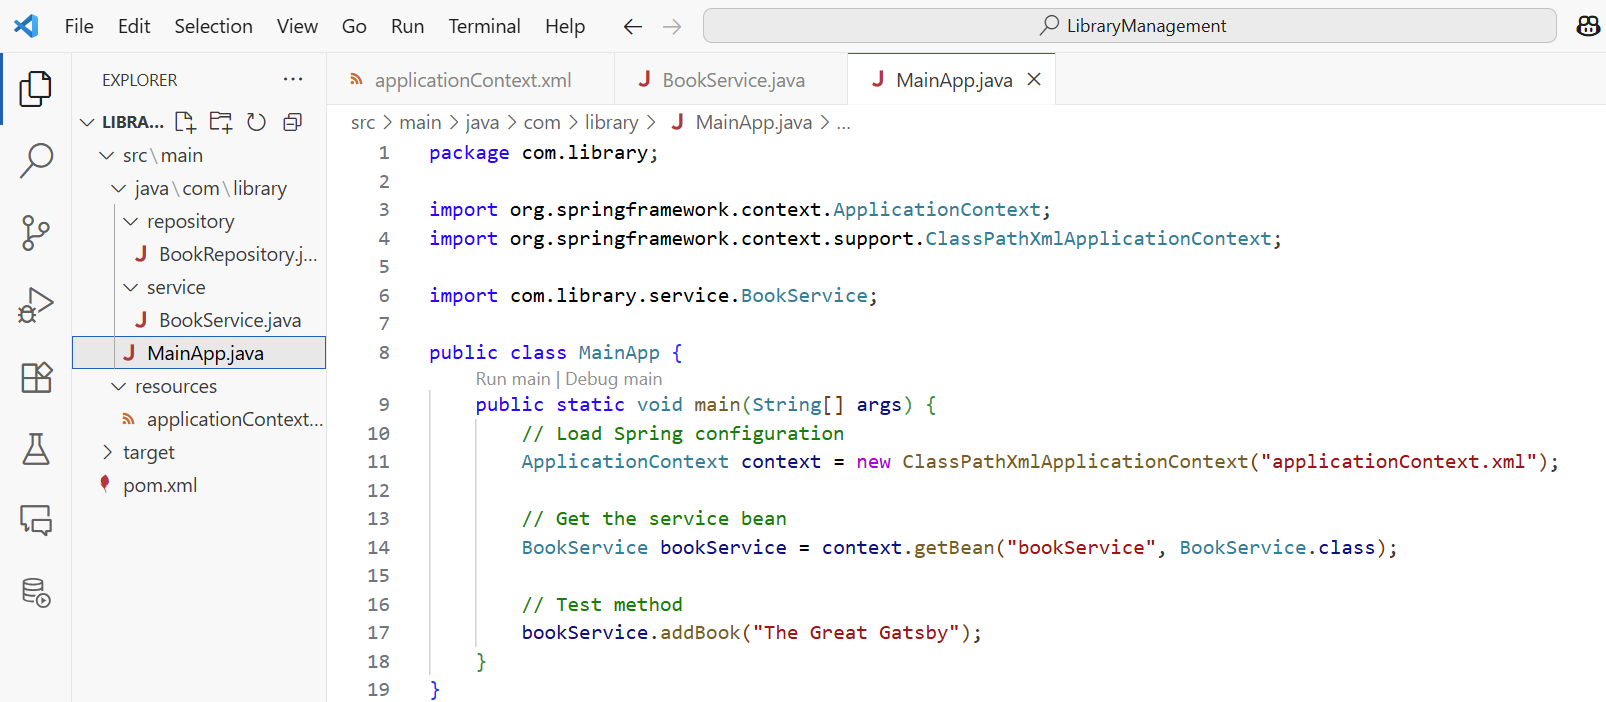 File Edit Selection View Go Run Terminal Help LibraryManagement
EXPLORER ...
applicationContext.xml BookService.java MainApp.java
LIBRA...
src > main > java > com > library > MainApp.java > ...
src\main
java\com\library
repository
BookRepository.j...
service
BookService.java
MainApp.java
resources
applicationContext...
target
pom.xml
1 package com.library;
2
3 import org.springframework.context.ApplicationContext;
4 import org.springframework.context.support.ClassPathXmlApplicationContext;
5
6 import com.library.service.BookService;
7
8 public class MainApp {
Run main | Debug main
9 public static void main(String[] args) {
10 // Load Spring configuration
11 ApplicationContext context = new ClassPathXmlApplicationContext("applicationContext.xml");
12
13 // Get the service bean
14 BookService bookService = context.getBean("bookService", BookService.class);
15
16 // Test method
17 bookService.addBook("The Great Gatsby");
18 }
19 }